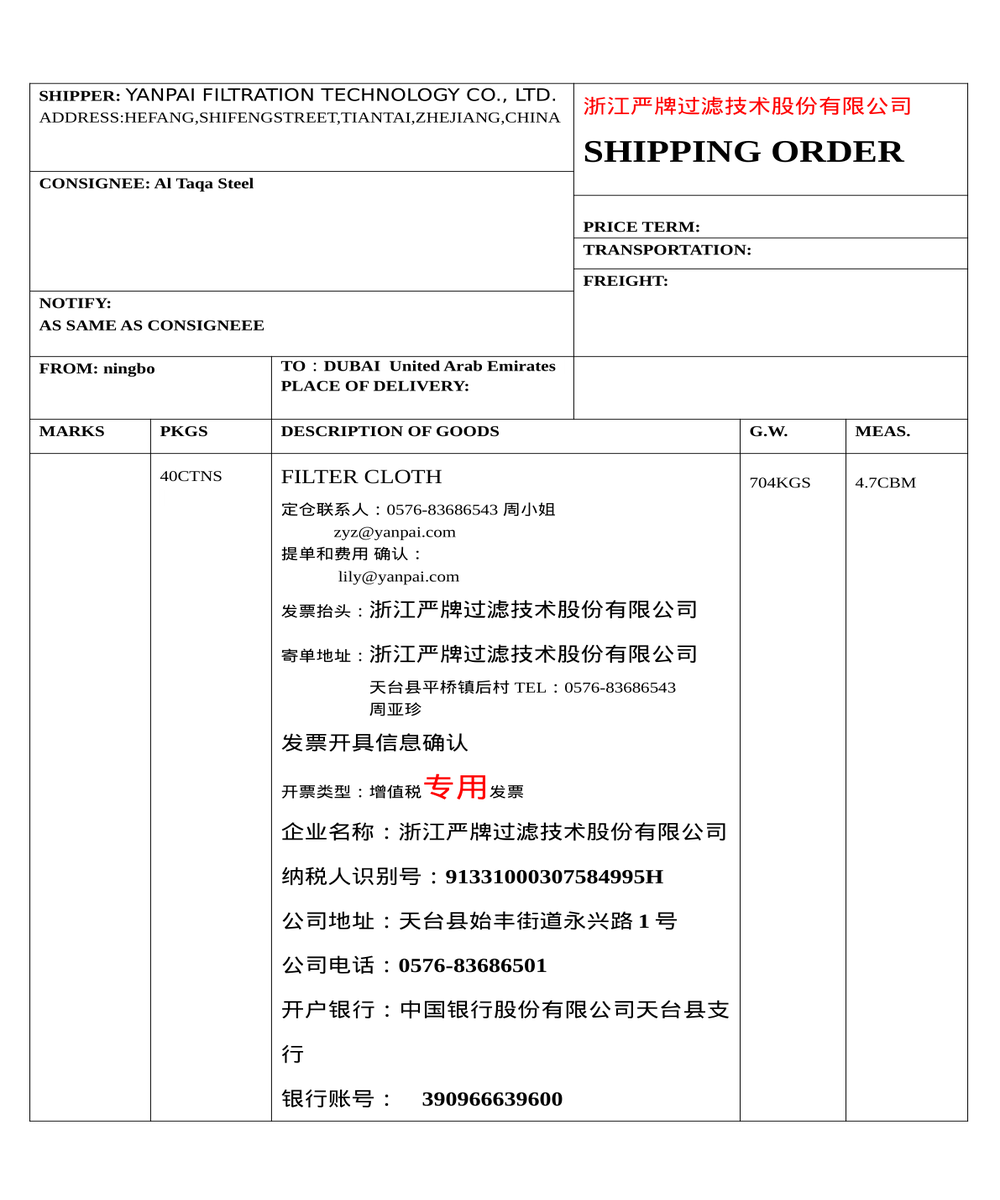 SHIPPER: YANPAI FILTRATION TECHNOLOGY CO., LTD.
ADDRESS:HEFANG,SHIFENGSTREET,TIANTAI,ZHEJIANG,CHINA
浙江严牌过滤技术股份有限公司
SHIPPING ORDER
CONSIGNEE: Al Taqa Steel
PRICE TERM:
TRANSPORTATION:
FREIGHT:
NOTIFY:
AS SAME AS CONSIGNEEE
FROM: ningbo
TO：DUBAI  United Arab Emirates
PLACE OF DELIVERY:
MARKS
PKGS
DESCRIPTION OF GOODS
G.W.
MEAS.
40CTNS
FILTER CLOTH
704KGS
4.7CBM
定仓联系人：0576-83686543 周小姐
zyz@yanpai.com
提单和费用 确认：
lily@yanpai.com
发票抬头：浙江严牌过滤技术股份有限公司
寄单地址：浙江严牌过滤技术股份有限公司
天台县平桥镇后村 TEL：0576-83686543
周亚珍
发票开具信息确认
开票类型：增值税专用发票
企业名称：浙江严牌过滤技术股份有限公司
纳税人识别号：91331000307584995H
公司地址：天台县始丰街道永兴路 1 号
公司电话：0576-83686501
开户银行：中国银行股份有限公司天台县支
行
银行账号：  390966639600